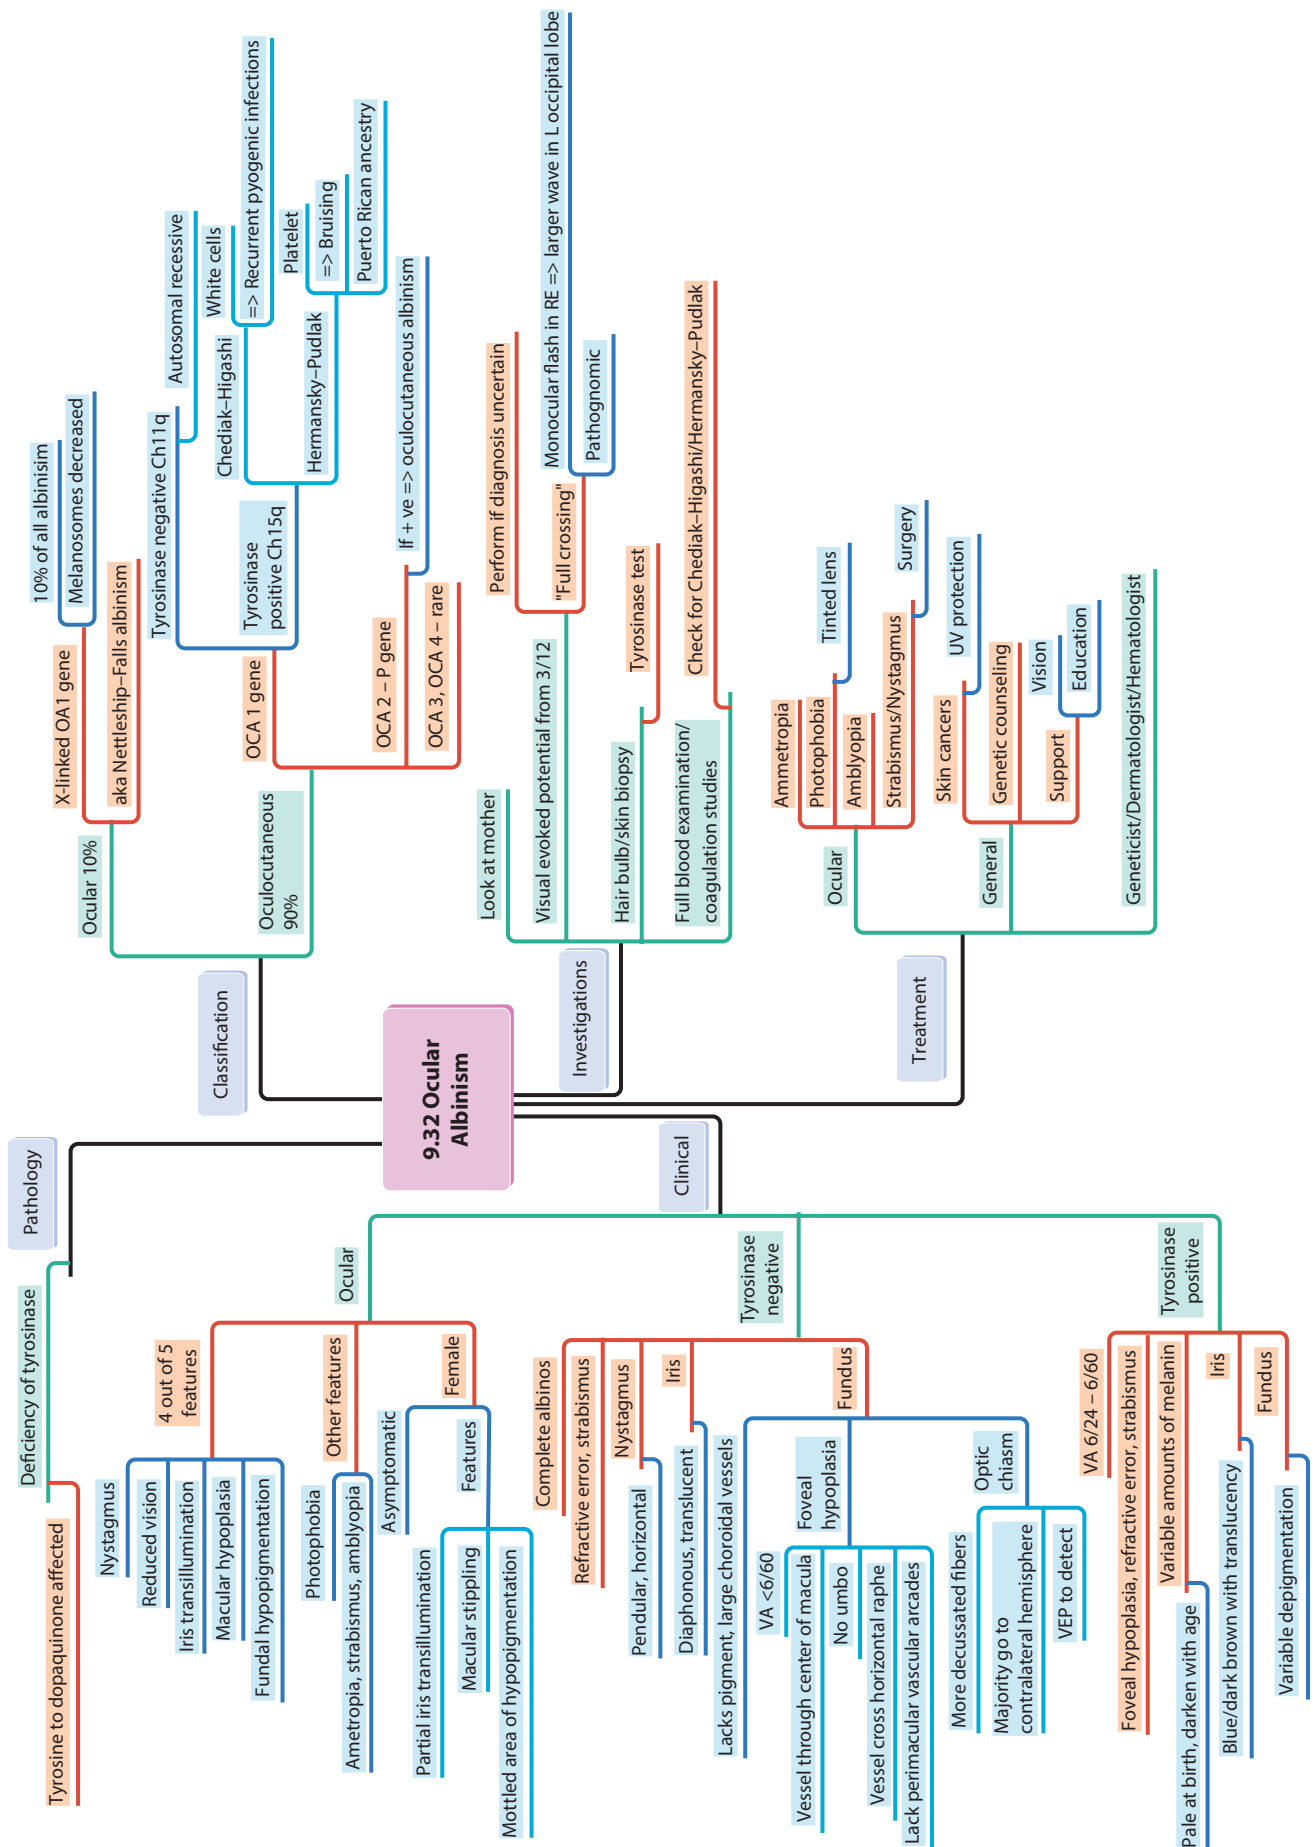 9.32 Ocular
Albinism
Pathology
Deficiency of tyrosinase
Tyrosine to dopaquinone affected
Classification
Ocular 10%
X-linked OA1 gene
10% of all albinisim
Melanosomes decreased
aka Nettleship–Falls albinism
Oculocutaneous
90%
OCA 1 gene
Tyrosinase negative Ch11q
Autosomal recessive
Tyrosinase
positive Ch15q
Chediak–Higashi
White cells
=> Recurrent pyogenic infections
Hermansky–Pudlak
Platelet
=> Bruising
Puerto Rican ancestry
OCA 2 – P gene
If + ve => oculocutaneous albinism
OCA 3, OCA 4 – rare
Investigations
Look at mother
Visual evoked potential from 3/12
Perform if diagnosis uncertain
"Full crossing"
Monocular flash in RE => larger wave in L occipital lobe
Pathognomic
Hair bulb/skin biopsy
Tyrosinase test
Full blood examination/
coagulation studies
Check for Chediak–Higashi/Hermansky–Pudlak
Treatment
Ocular
Ammetropia
Photophobia
Tinted lens
Amblyopia
Strabismus/Nystagmus
Surgery
General
Skin cancers
UV protection
Genetic counseling
Support
Vision
Education
Geneticist/Dermatologist/Hematologist
Clinical
Ocular
4 out of 5
features
Nystagmus
Reduced vision
Iris transillumination
Macular hypoplasia
Fundal hypopigmentation
Other features
Photophobia
Ametropia, strabismus, amblyopia
Female
Asymptomatic
Features
Partial iris transillumination
Macular stippling
Mottled area of hypopigmentation
Tyrosinase
negative
Complete albinos
Refractive error, strabismus
Nystagmus
Pendular, horizontal
Iris
Diaphonous, translucent
Fundus
Lacks pigment, large choroidal vessels
Foveal
hypoplasia
VA <6/60
Vessel through center of macula
No umbo
Vessel cross horizontal raphe
Lack perimacular vascular arcades
Optic
chiasm
More decussated fibers
Majority go to
contralateral hemisphere
VEP to detect
Tyrosinase
positive
VA 6/24 – 6/60
Foveal hypoplasia, refractive error, strabismus
Variable amounts of melanin
Pale at birth, darken with age
Iris
Blue/dark brown with translucency
Fundus
Variable depigmentation